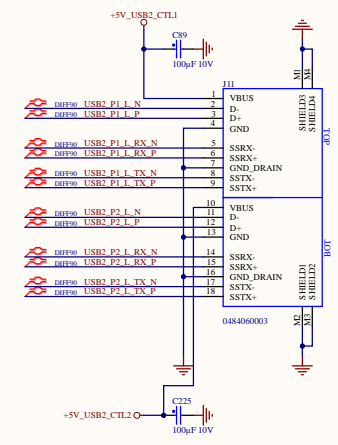 +5V_USB2_CTL1
C89
100µF 10V
J11
M1 M4
DIFF90 USB2_P1_L_N 2 D-
1 VBUS
DIFF90 USB2_P1_L_P 3 D+
4 GND
SHIELD3 SHIELD4
TOP
DIFF90 USB2_P1_L_RX_N 5 SSRX-
DIFF90 USB2_P1_L_RX_P 6 SSRX+
7 GND_DRAIN
DIFF90 USB2_P1_L_TX_N 8 SSTX-
DIFF90 USB2_P1_L_TX_P 9 SSTX+
10 VBUS
DIFF90 USB2_P2_L_N 11 D-
DIFF90 USB2_P2_L_P 12 D+
13 GND
BOT
DIFF90 USB2_P2_L_RX_N 14 SSRX-
DIFF90 USB2_P2_L_RX_P 15 SSRX+
16 GND_DRAIN
DIFF90 USB2_P2_L_TX_N 17 SSTX-
DIFF90 USB2_P2_L_TX_P 18 SSTX+
SHIELD1 SHIELD2
M2 M3
0484060003
+5V_USB2_CTL2
C225
100µF 10V